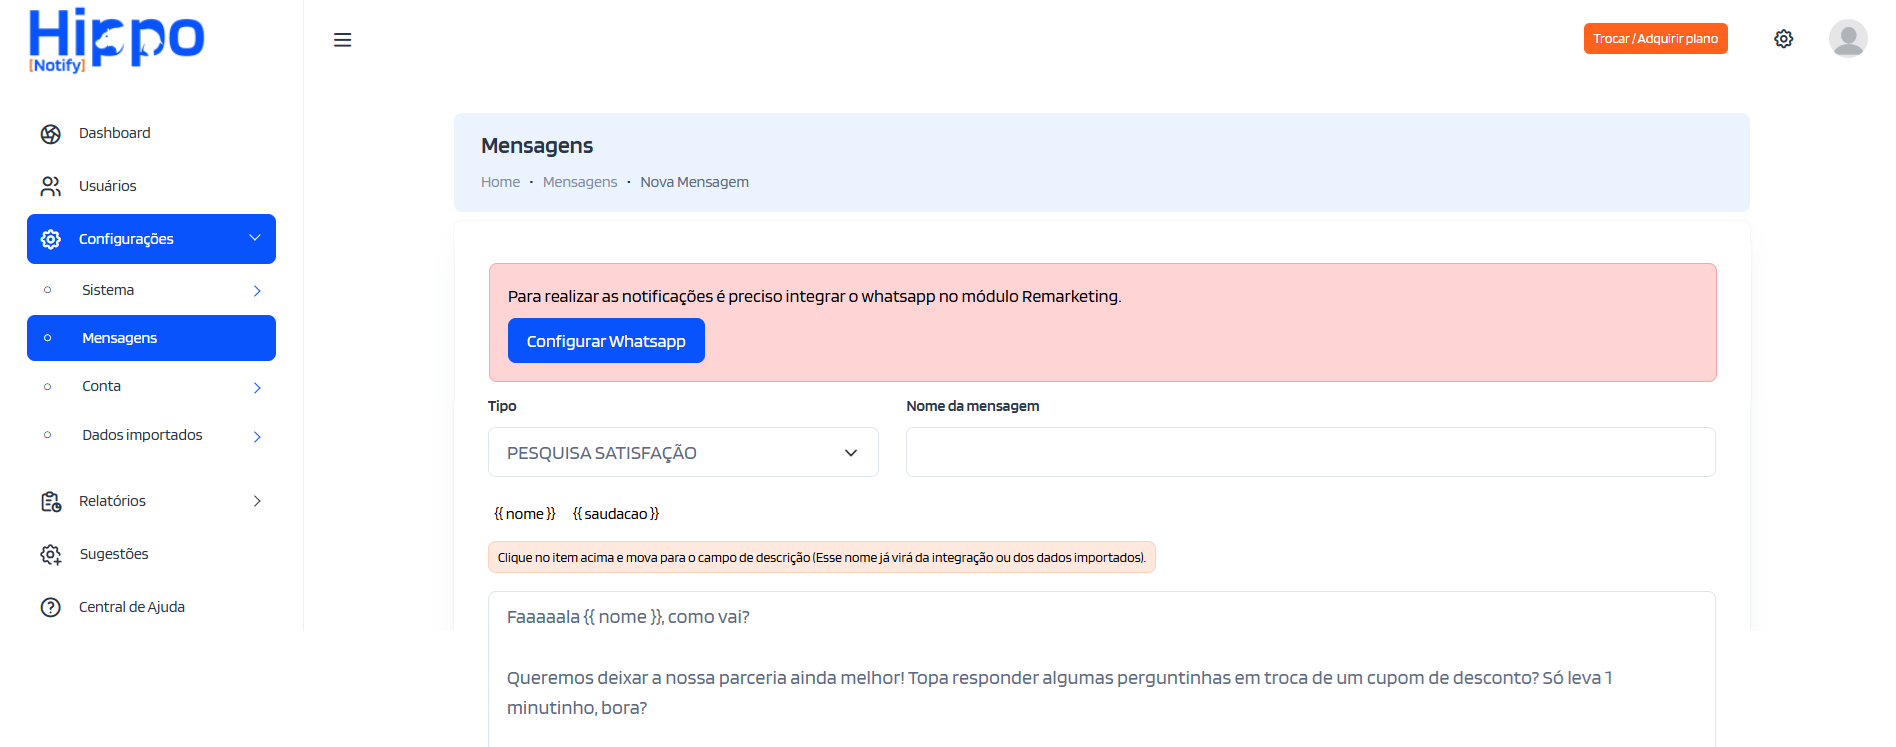 Hippo
[Notify]
Trocar / Adquirir plano
Dashboard
Usuários
Configurações
Sistema
Mensagens
Conta
Dados importados
Relatórios
Sugestões
Central de Ajuda
Mensagens
Home · Mensagens · Nova Mensagem
Para realizar as notificações é preciso integrar o whatsapp no módulo Remarketing.
Configurar Whatsapp
Tipo
Nome da mensagem
PESQUISA SATISFAÇÃO
{{ nome }} {{ saudacao }}
Clique no item acima e mova para o campo de descrição (Esse nome já virá da integração ou dos dados importados).
Faaaaala {{ nome }}, como vai?
Queremos deixar a nossa parceria ainda melhor! Topa responder algumas perguntinhas em troca de um cupom de desconto? Só leva 1
minutinho, bora?